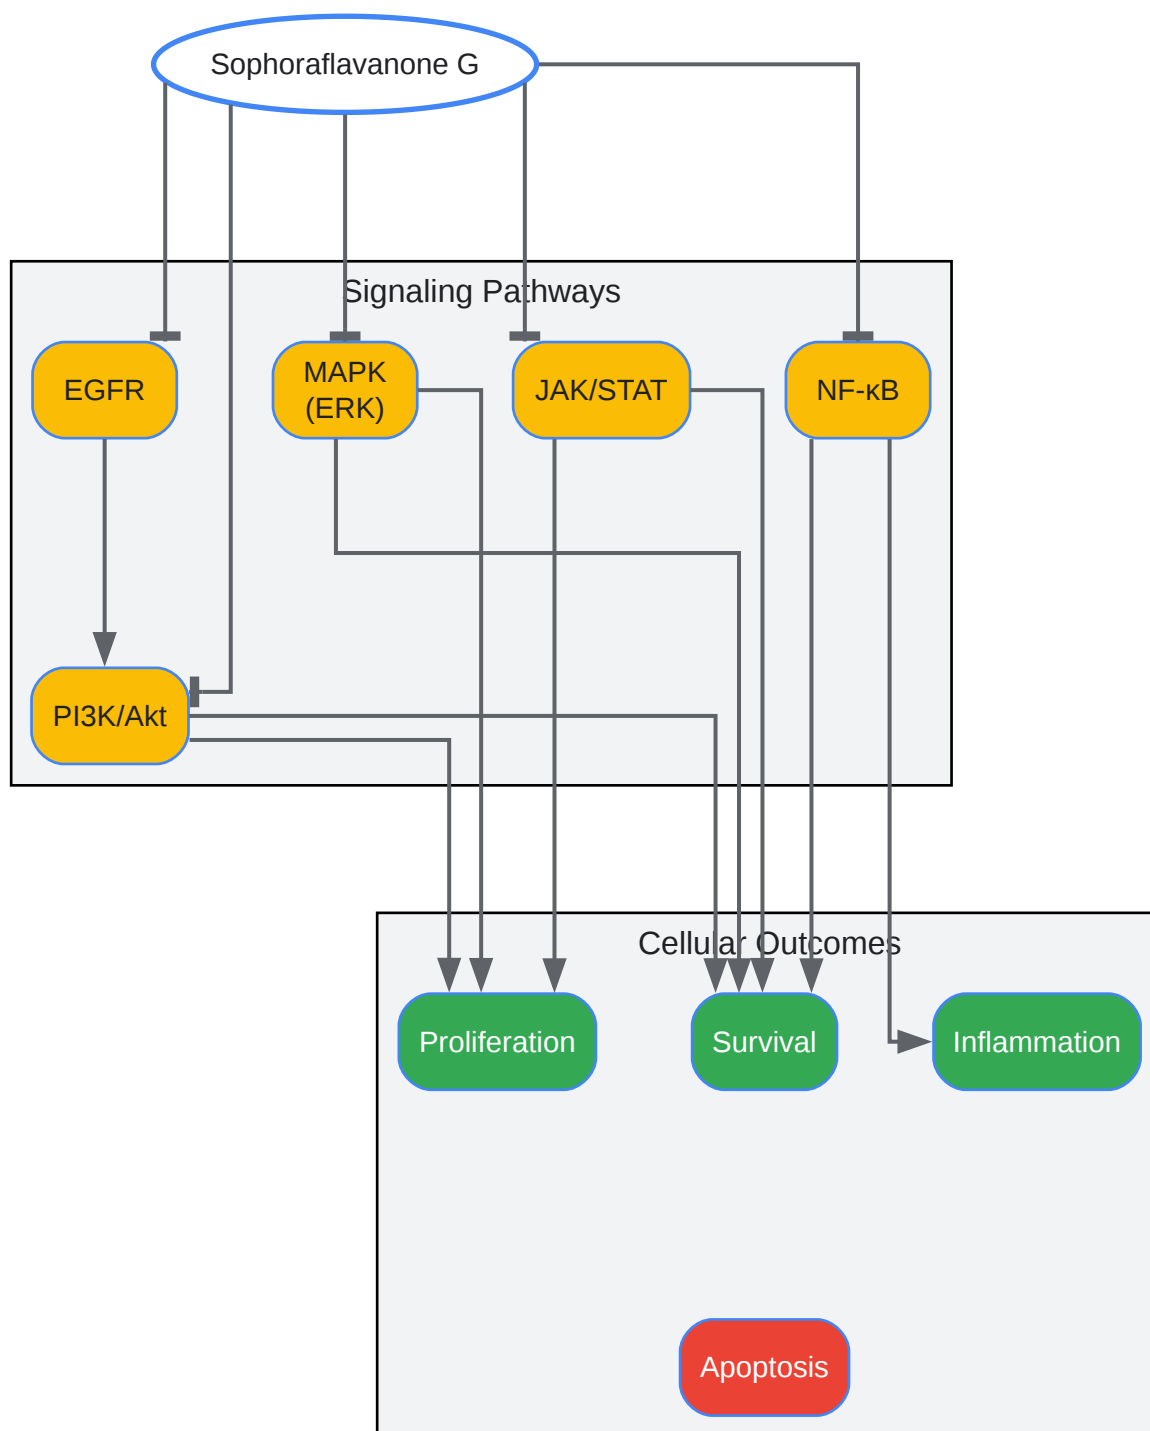 Sophoraflavanone G
Signaling Pathways
EGFR
MAPK
(ERK)
JAK/STAT
NF-κB
PI3K/Akt
Cellular Outcomes
Proliferation
Survival
Inflammation
Apoptosis